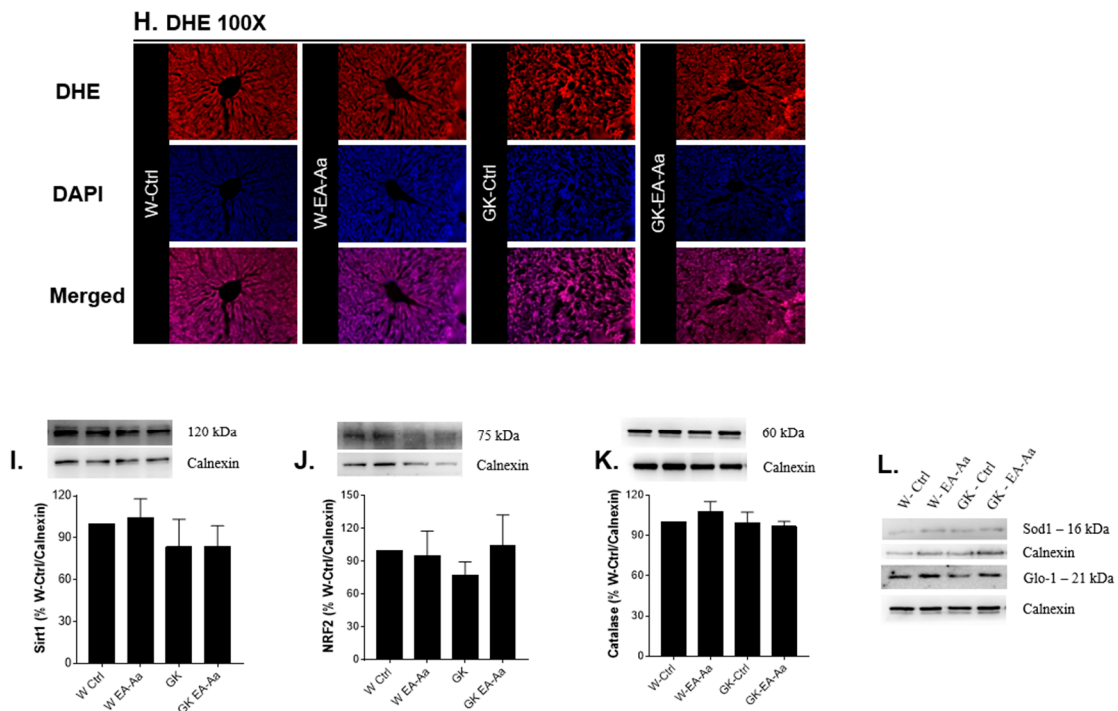 H. DHE 100X
DHE
DAPI
Merged
W-Ctrl
W-EA-Aa
GK-Ctrl
GK-EA-Aa
I.
120 kDa
Calnexin
Sirt1 (% W-Ctrl/Calnexin)
120
90
60
30
0
W Ctrl
W EA-Aa
GK
GK EA-Aa
J.
75 kDa
Calnexin
NRF2 (% W-Ctrl/Calnexin)
150
120
90
60
30
0
W Ctrl
W EA-Aa
GK
GK EA-Aa
K.
60 kDa
Calnexin
Catalase (% W-Ctrl/Calnexin)
120
90
60
30
0
W-Ctrl
W-EA-Aa
GK-Ctrl
GK-EA-Aa
L.
W - Ctrl
W - EA-Aa
GK - Ctrl
GK - EA-Aa
Sod1 – 16 kDa
Calnexin
Glo-1 – 21 kDa
Calnexin